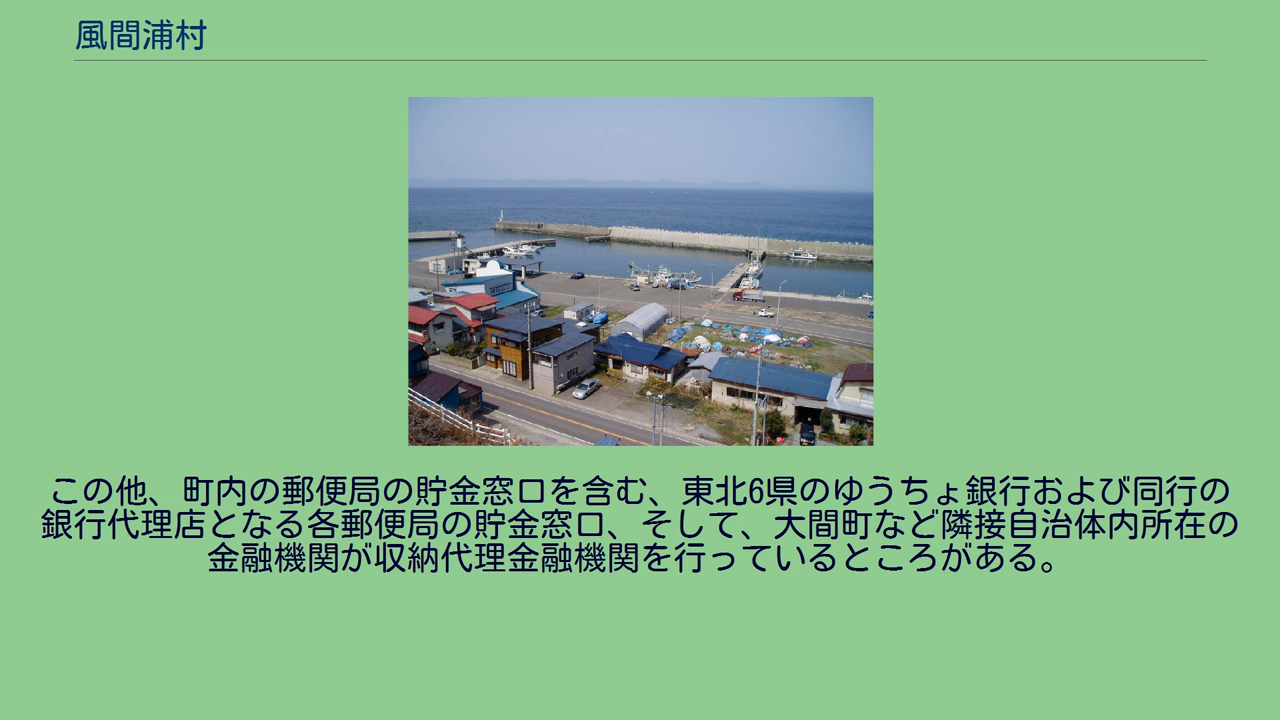 風間浦村
この他、町内の郵便局の貯金窓口を含む、東北6県のゆうちょ銀行および同行の
銀行代理店となる各郵便局の貯金窓口、そして、大間町など隣接自治体内所在の
金融機関が収納代理金融機関を行っているところがある。